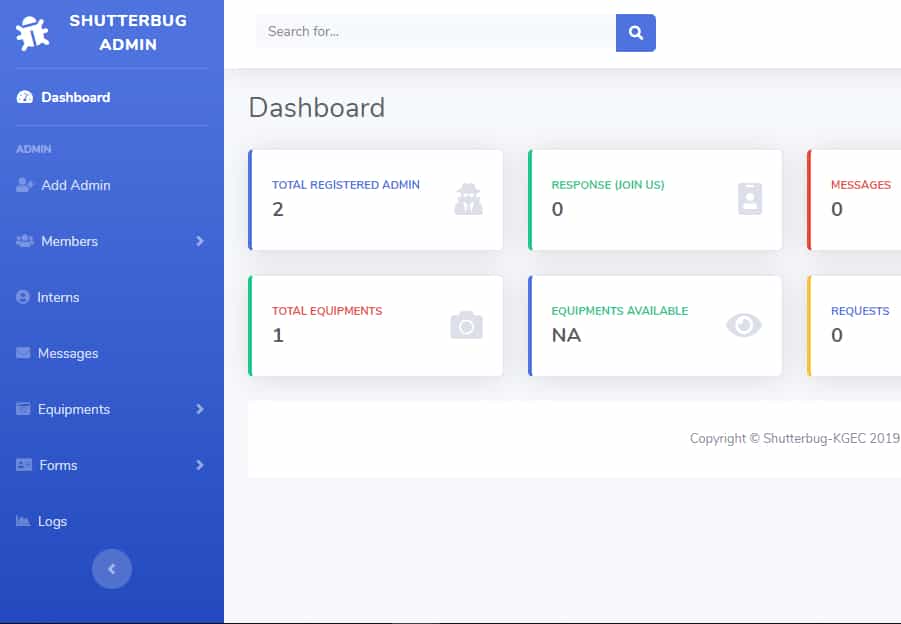 SHUTTERBUG
ADMIN
Search for...
Dashboard
Dashboard
ADMIN
Add Admin
Members
Interns
Messages
Equipments
Forms
Logs
TOTAL REGISTERED ADMIN
2
RESPONSE (JOIN US)
0
MESSAGES
0
TOTAL EQUIPMENTS
1
EQUIPMENTS AVAILABLE
NA
REQUESTS
0
Copyright © Shutterbug-KGEC 2019